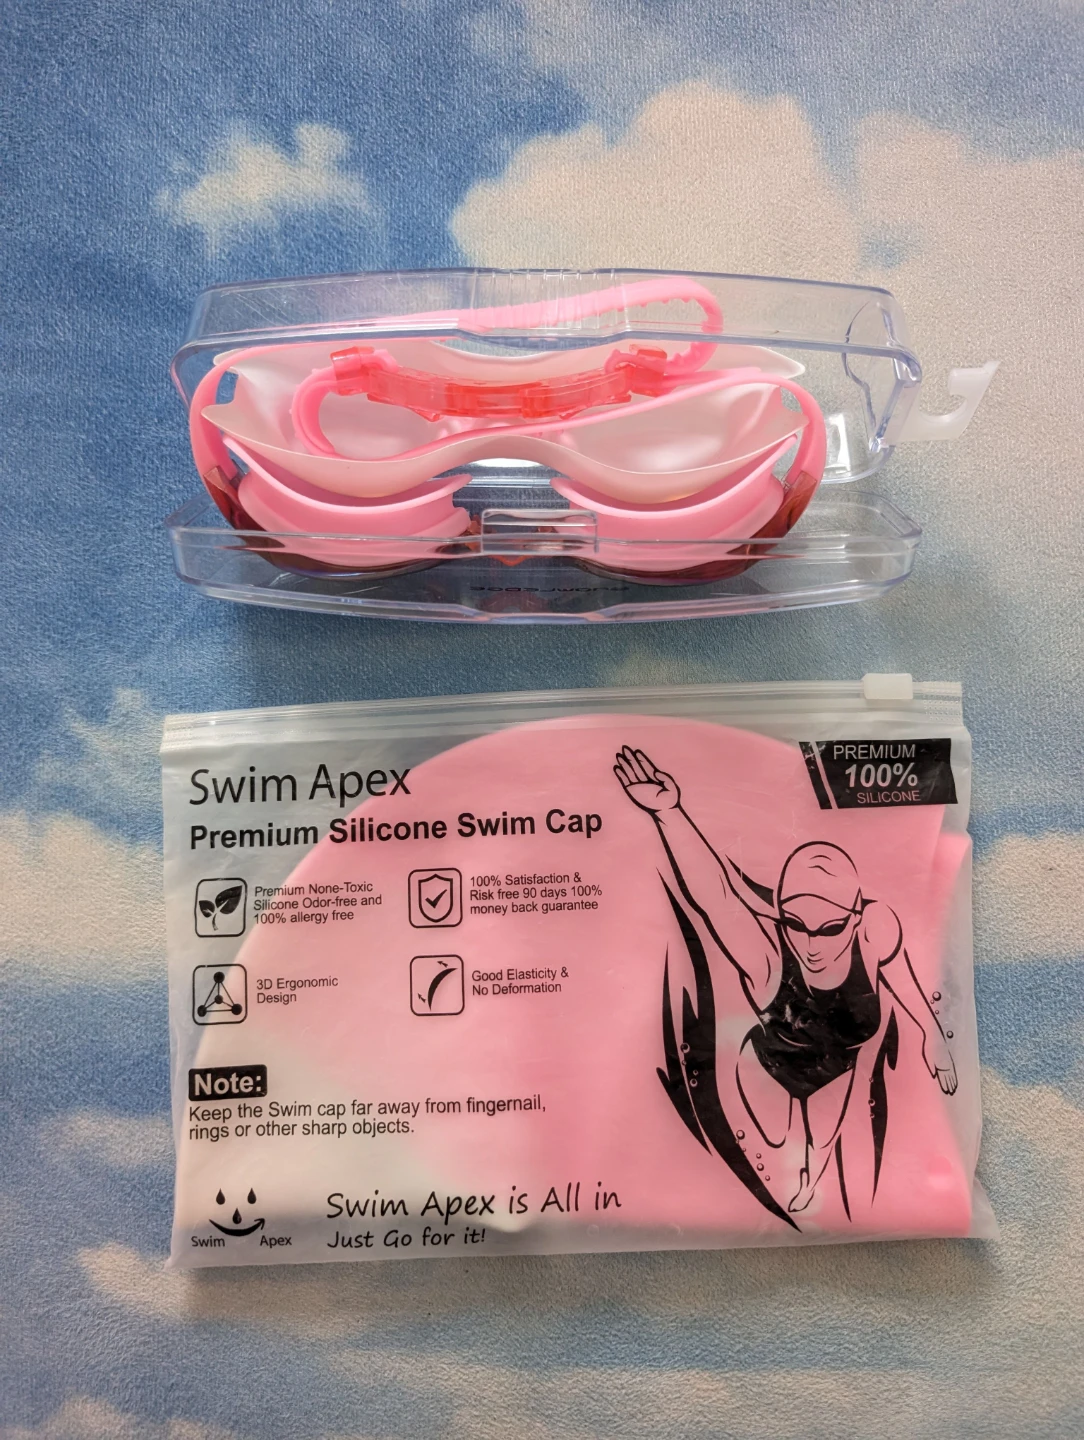 Swim Apex
Premium Silicone Swim Cap
PREMIUM
100%
SILICONE
Premium None-Toxic
Silicone Odor-free and
100% allergy free
100% Satisfaction &
Risk free 90 days 100%
money back guarantee
3D Ergonomic
Design
Good Elasticity &
No Deformation
Note:
Keep the Swim cap far away from fingernail,
rings or other sharp objects.
Swim Apex
Swim Apex is All in
Just Go for it!